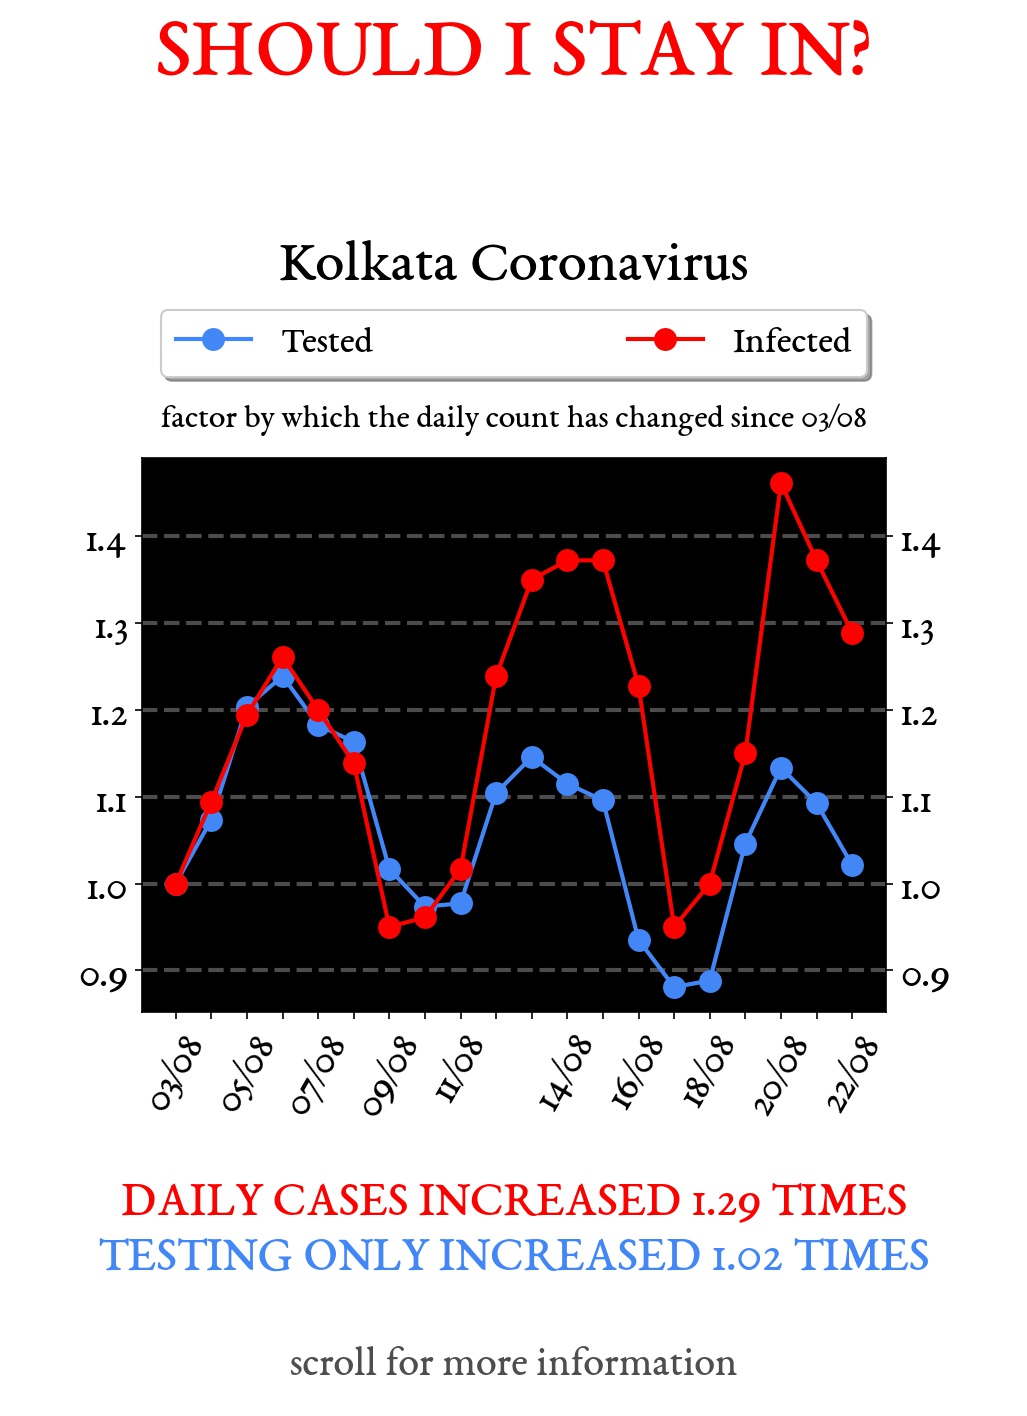 SHOULD I STAY IN?
Kolkata Coronavirus
Tested Infected
factor by which the daily count has changed since 03/08
1.4 1.4
1.3 1.3
1.2 1.2
1.1 1.1
1.0 1.0
0.9 0.9
03/08 05/08 07/08 09/08 11/08 14/08 16/08 18/08 20/08 22/08
DAILY CASES INCREASED 1.29 TIMES
TESTING ONLY INCREASED 1.02 TIMES
scroll for more information